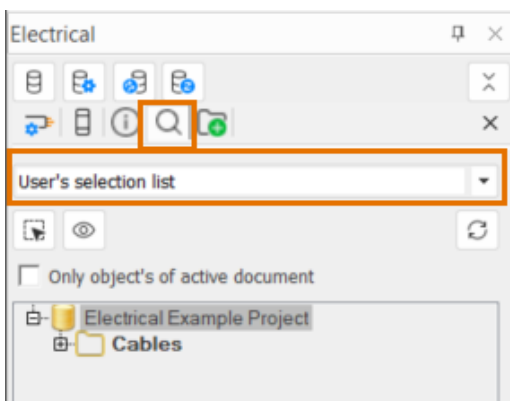 Electrical
User's selection list
Only object's of active document
Electrical Example Project
Cables